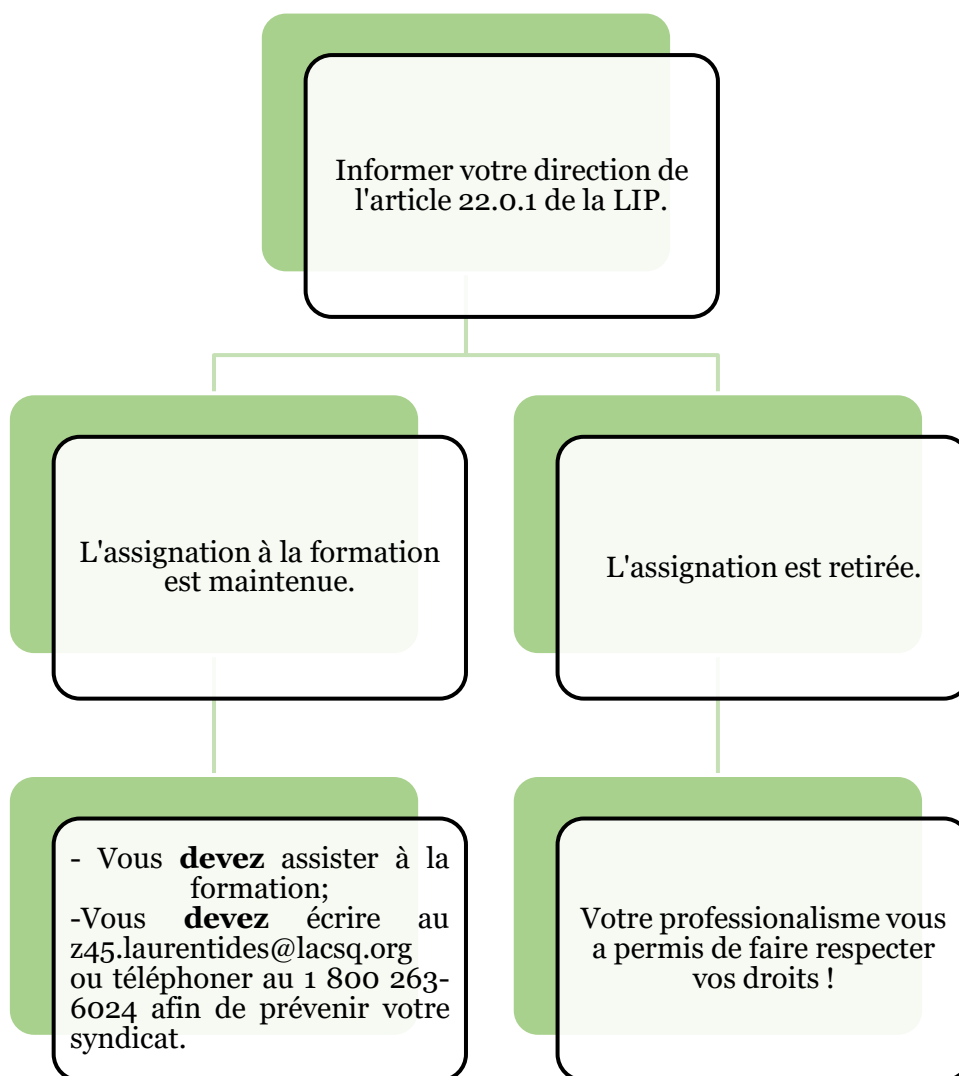 Informer votre direction de
l'article 22.0.1 de la LIP.
L'assignation à la formation
est maintenue.
L'assignation est retirée.
- Vous devez assister à la
formation;
-Vous devez écrire au
z45.laurentides@lacsq.org
ou téléphoner au 1 800 263-
6024 afin de prévenir votre
syndicat.
Votre professionalisme vous
a permis de faire respecter
vos droits !